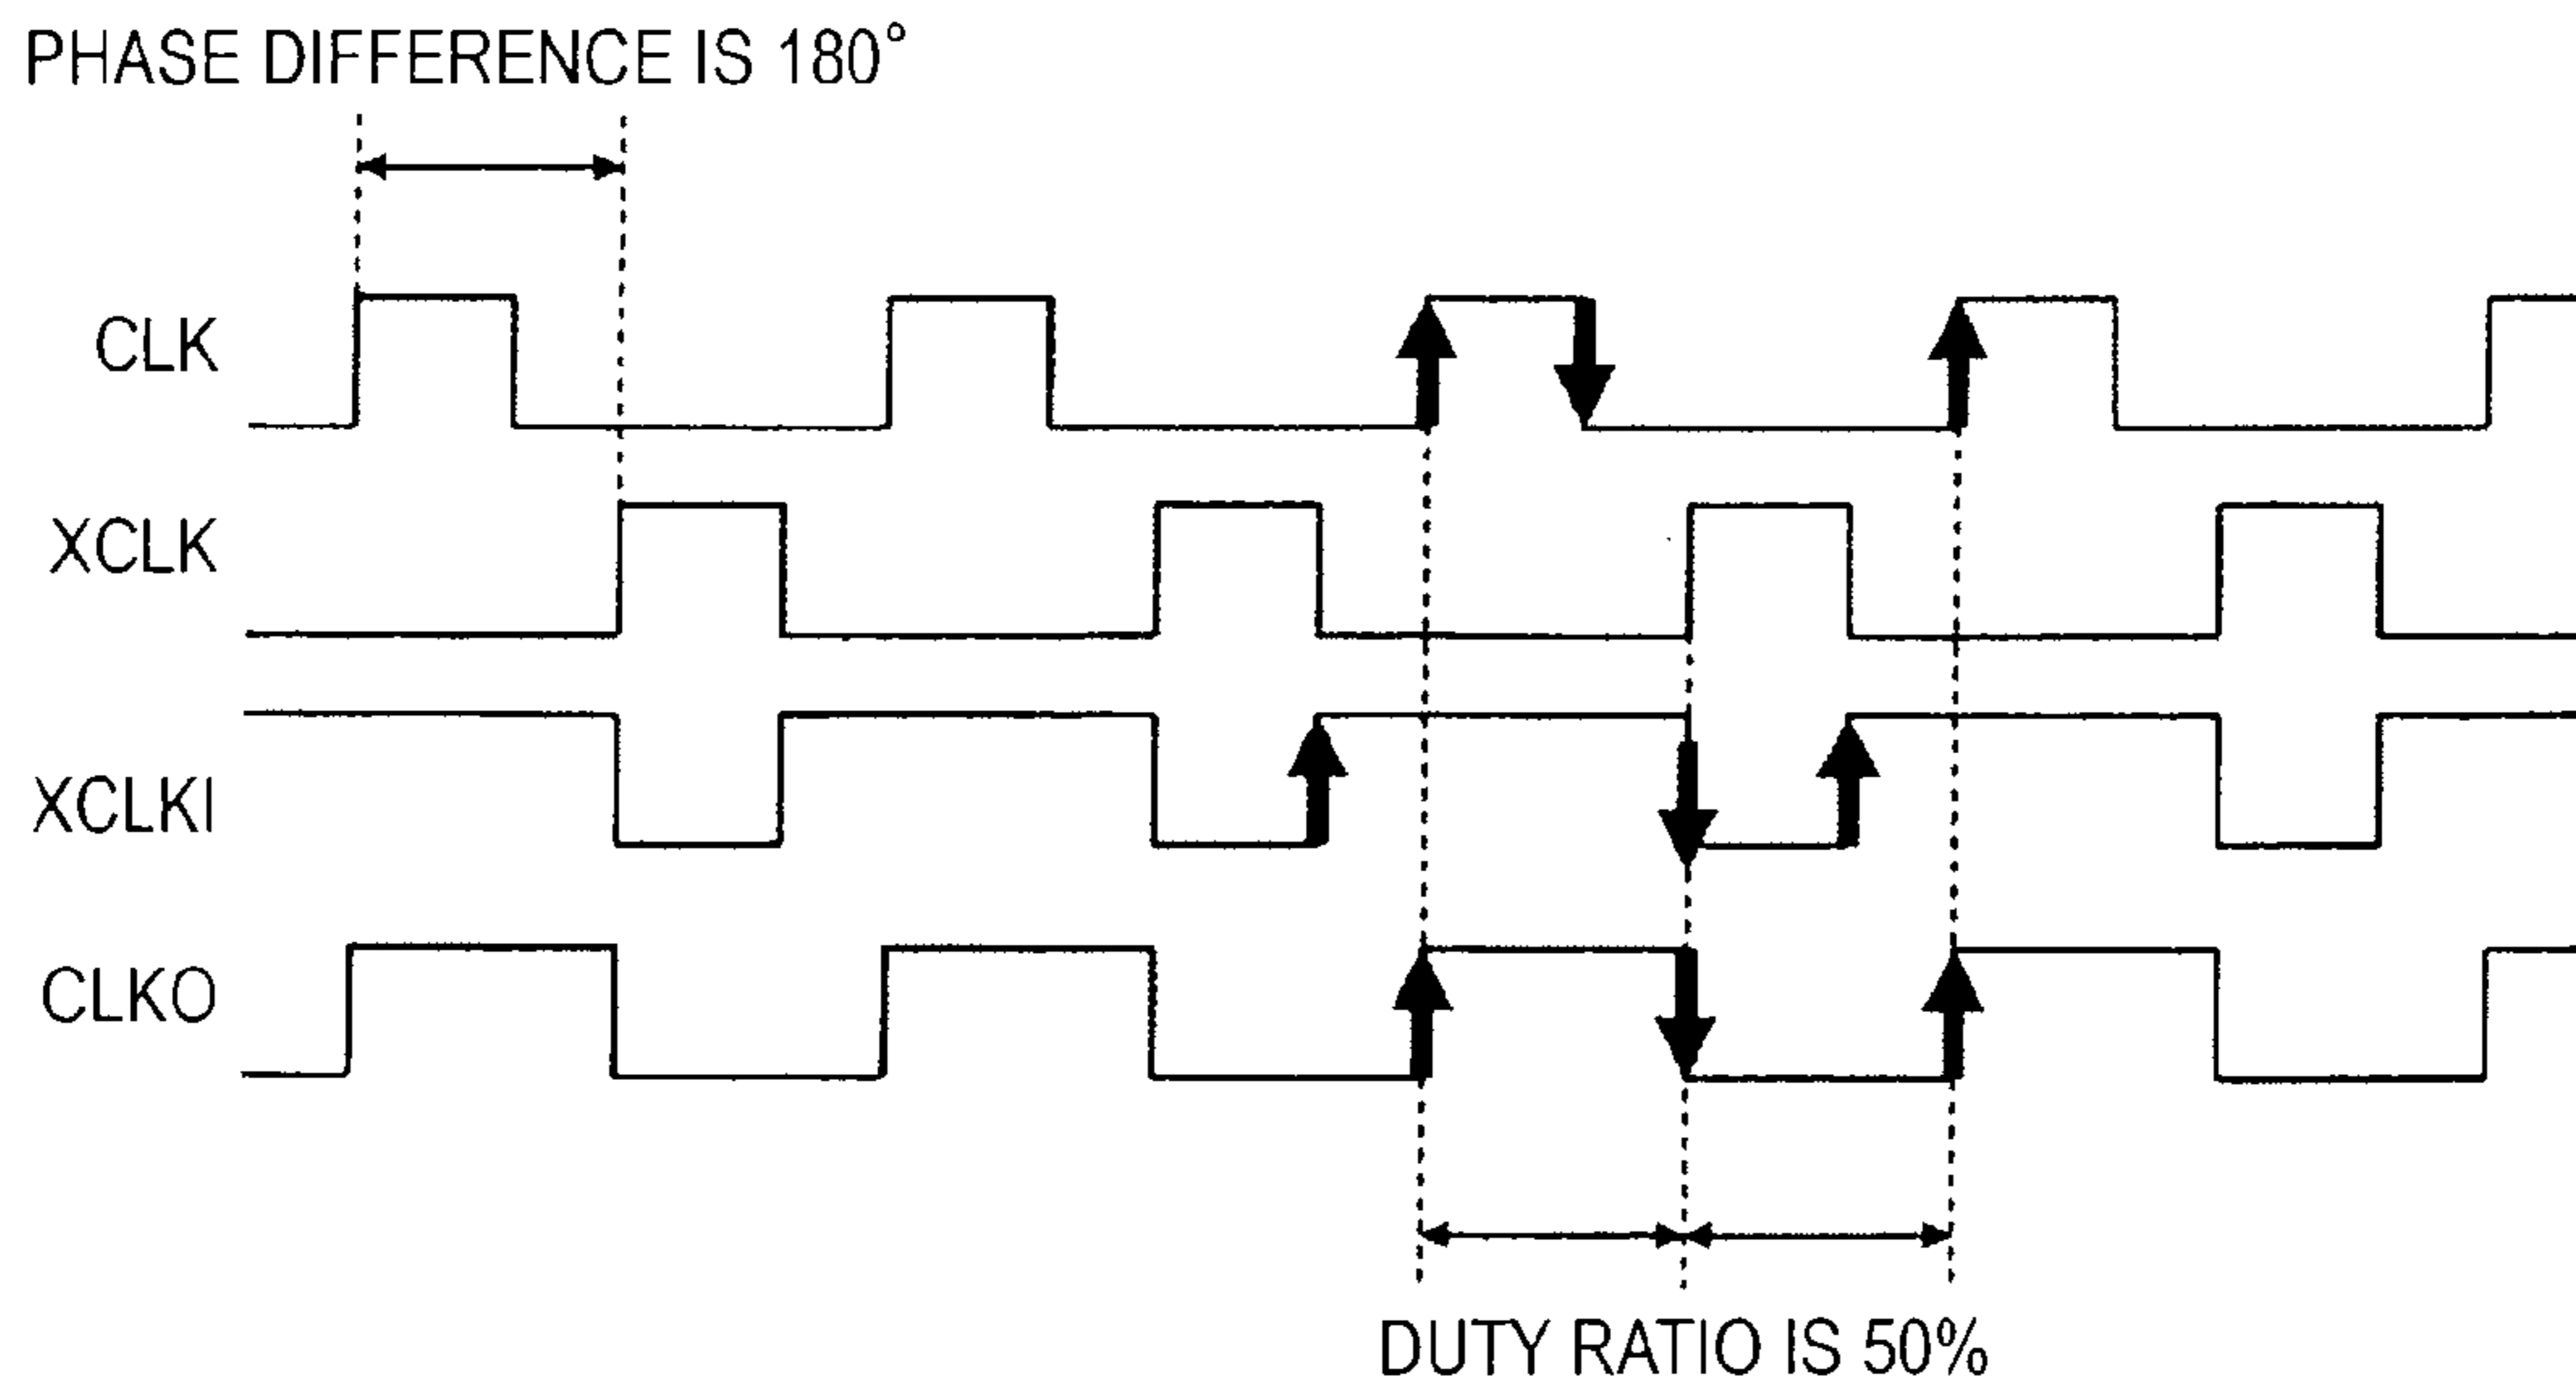 PHASE DIFFERENCE IS 180°
CLK
XCLK
XCLKI
CLKO
DUTY RATIO IS 50%